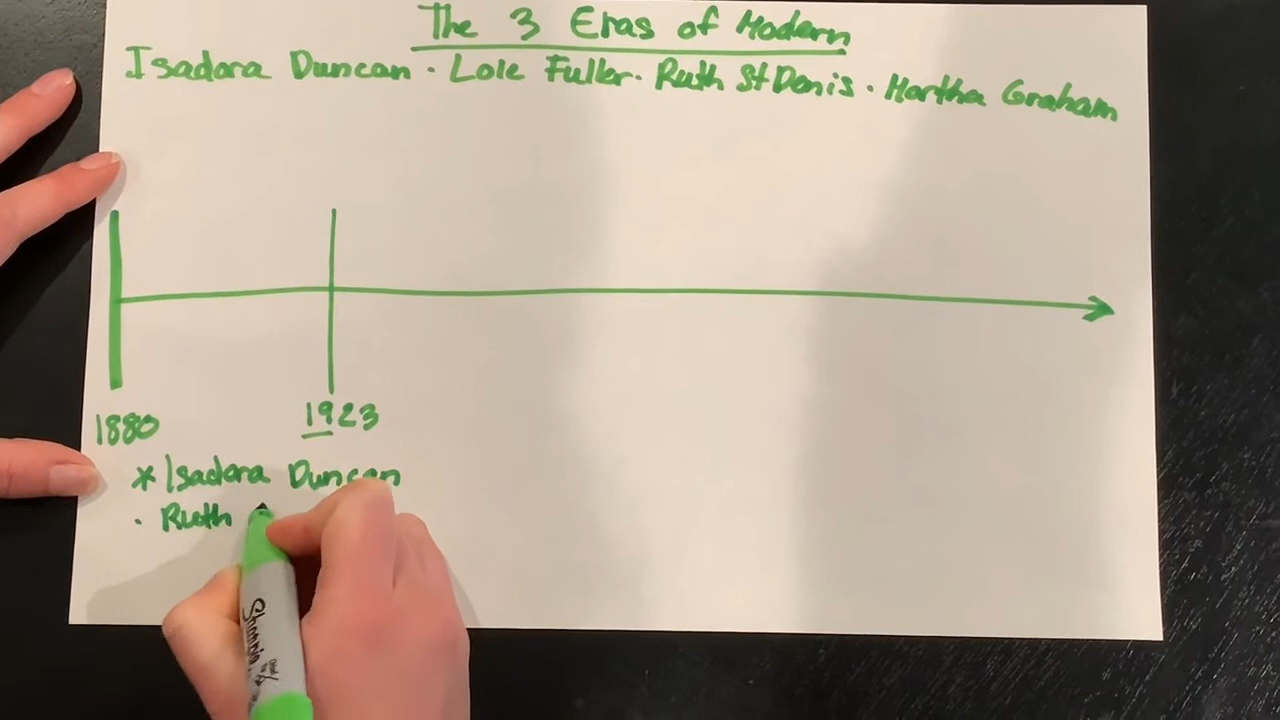 The 3 Eras of Modern
Isadora Duncan · Loie Fuller · Ruth St Denis · Martha Graham
1880
1923
* Isadora Duncan
· Ruth
Sharpie